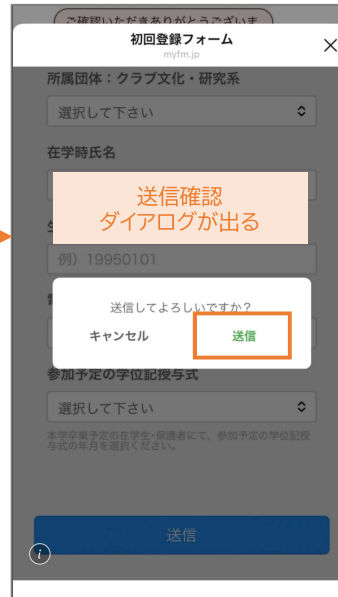 ご確認いただきありがとうございま
初回登録フォーム
myfm.jp
所属団体：クラブ文化・研究系
選択して下さい
在学時氏名
送信確認
ダイアログが出る
例）19950101
送信してよろしいですか？
キャンセル
送信
参加予定の学位記授与式
選択して下さい
本学卒業予定の在学生・保護者にて、参加予定の学位記授
与式の年月を選択ください。
送信